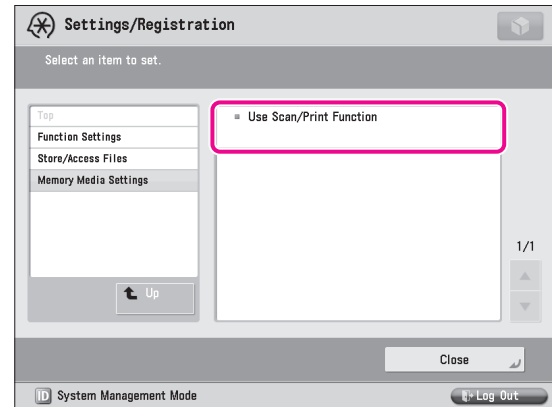 Settings/Registration
Select an item to set.
Top
Function Settings
Store/Access Files
Memory Media Settings
Up
Use Scan/Print Function
1/1
Close
ID System Management Mode
Log Out